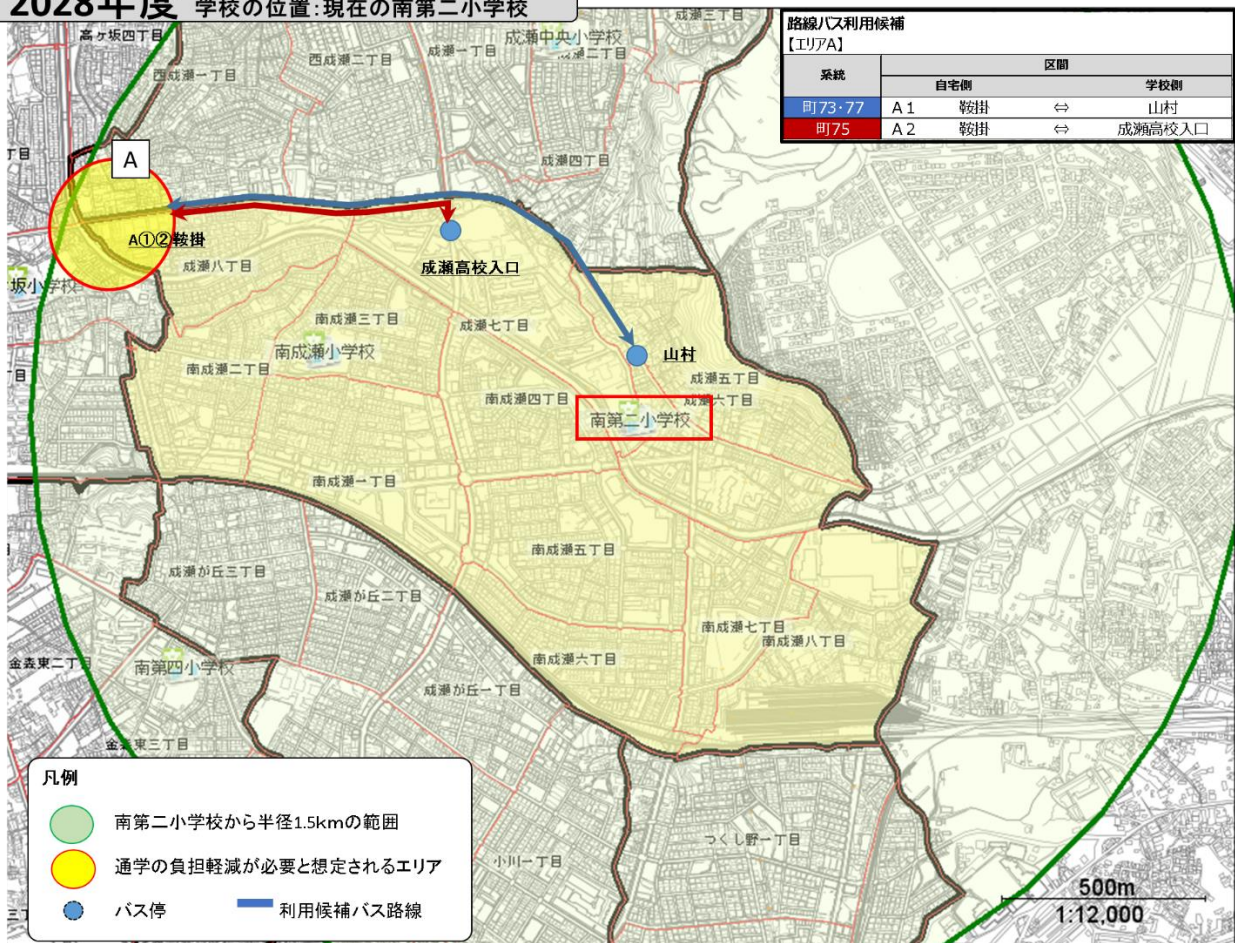 2028年度 学校の位置:現在の南第二小学校
路線バス利用候補
【エリアA】
系統 区間
自宅側 学校側
町73・77 A1 鞍掛 ⇔ 山村
町75 A2 鞍掛 ⇔ 成瀬高校入口
高ヶ坂四丁目
西成瀬一丁目
西成瀬二丁目
成瀬一丁目
成瀬中央小学校
成瀬二丁目
成瀬三丁目
成瀬四丁目
A
A①②鞍掛
成瀬八丁目
成瀬高校入口
坂小学校
南成瀬三丁目
成瀬七丁目
南成瀬小学校
山村
南成瀬二丁目
成瀬五丁目
南成瀬四丁目
成瀬六丁目
南第二小学校
南成瀬一丁目
南成瀬五丁目
成瀬が丘三丁目
成瀬が丘二丁目
南成瀬七丁目
南成瀬八丁目
南成瀬六丁目
金森東二丁目
南第四小学校
成瀬が丘一丁目
金森東三丁目
つくし野一丁目
小川一丁目
凡例
南第二小学校から半径1.5kmの範囲
通学の負担軽減が必要と想定されるエリア
バス停 利用候補バス路線
500m
1:12,000